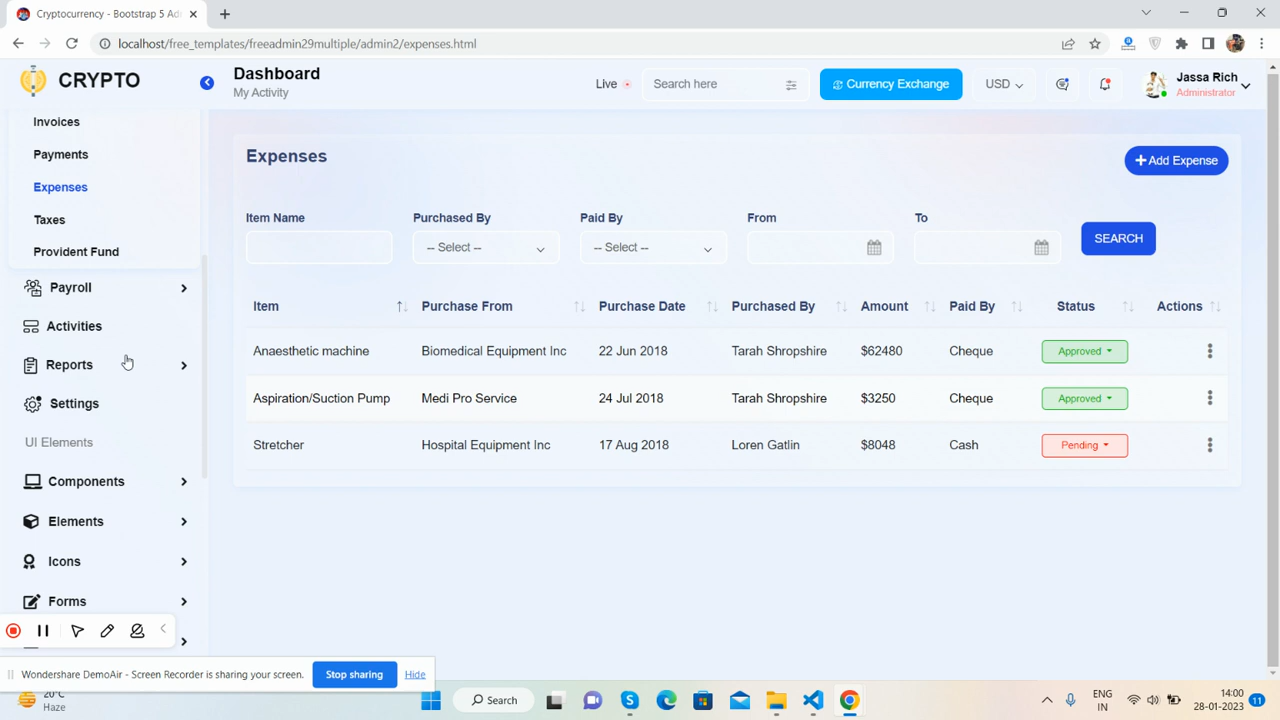 Cryptocurrency - Bootstrap 5 Ad
localhost/free_templates/freeadmin29multiple/admin2/expenses.html
CRYPTO
Dashboard
My Activity
Live
Search here
Currency Exchange
USD
Jassa Rich
Administrator
Invoices
Payments
Expenses
Taxes
Provident Fund
Payroll
Activities
Reports
Settings
UI Elements
Components
Elements
Icons
Forms
Expenses
Add Expense
Item Name Purchased By Paid By From To
-- Select -- -- Select -- SEARCH
Item Purchase From Purchase Date Purchased By Amount Paid By Status Actions
Anaesthetic machine Biomedical Equipment Inc 22 Jun 2018 Tarah Shropshire $62480 Cheque Approved
Aspiration/Suction Pump Medi Pro Service 24 Jul 2018 Tarah Shropshire $3250 Cheque Approved
Stretcher Hospital Equipment Inc 17 Aug 2018 Loren Gatlin $8048 Cash Pending
Wondershare DemoAir - Screen Recorder is sharing your screen. Stop sharing Hide
20°C
Haze
Search
ENG
IN
14:00
28-01-2023
11